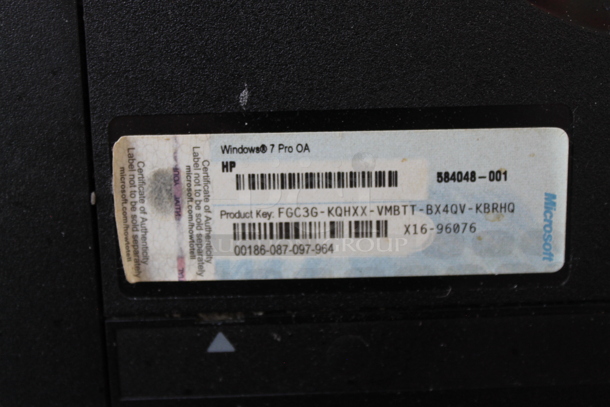 Certificate of Authenticity
Label not to be sold separately
microsoft.com/howtotell
Certificate of Authenticity
Label not to be sold separately.
microsoft.com/howtotell
Windows® 7 Pro OA
HP
584048-001
Product Key: FGC3G-KQHXX-VMBTT-BX4QV-KBRHQ
X16-96076
00186-087-097-964
Microsoft
GROUP